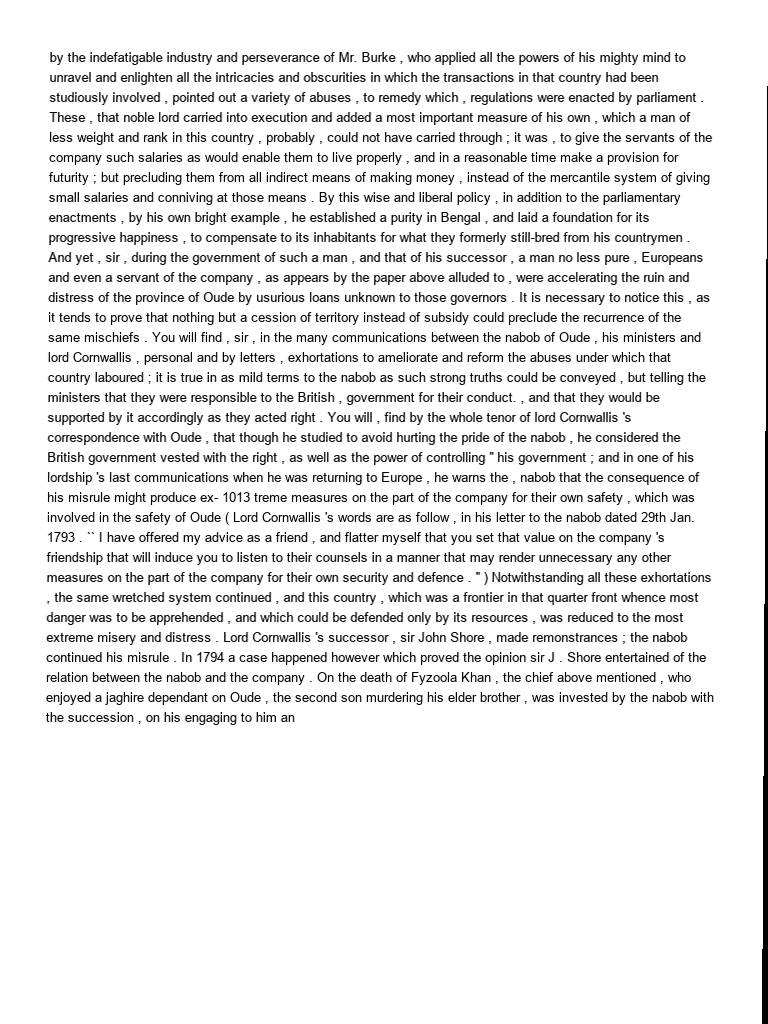 by the indefatigable industry and perseverance of Mr. Burke , who applied all the powers of his mighty mind to
unravel and enlighten all the intricacies and obscurities in which the transactions in that country had been
studiously involved , pointed out a variety of abuses , to remedy which , regulations were enacted by parliament .
These , that noble lord carried into execution and added a most important measure of his own , which a man of
less weight and rank in this country , probably , could not have carried through ; it was , to give the servants of the
company such salaries as would enable them to live properly , and in a reasonable time make a provision for
futurity ; but precluding them from all indirect means of making money , instead of the mercantile system of giving
small salaries and conniving at those means . By this wise and liberal policy , in addition to the parliamentary
enactments , by his own bright example , he established a purity in Bengal , and laid a foundation for its
progressive happiness , to compensate to its inhabitants for what they formerly still-bred from his countrymen .
And yet , sir , during the government of such a man , and that of his successor , a man no less pure , Europeans
and even a servant of the company , as appears by the paper above alluded to , were accelerating the ruin and
distress of the province of Oude by usurious loans unknown to those governors . It is necessary to notice this , as
it tends to prove that nothing but a cession of territory instead of subsidy could preclude the recurrence of the
same mischiefs . You will find , sir , in the many communications between the nabob of Oude , his ministers and
lord Cornwallis , personal and by letters , exhortations to ameliorate and reform the abuses under which that
country laboured ; it is true in as mild terms to the nabob as such strong truths could be conveyed , but telling the
ministers that they were responsible to the British , government for their conduct. , and that they would be
supported by it accordingly as they acted right . You will , find by the whole tenor of lord Cornwallis 's
correspondence with Oude , that though he studied to avoid hurting the pride of the nabob , he considered the
British government vested with the right , as well as the power of controlling " his government ; and in one of his
lordship 's last communications when he was returning to Europe , he warns the , nabob that the consequence of
his misrule might produce ex- 1013 treme measures on the part of the company for their own safety , which was
involved in the safety of Oude ( Lord Cornwallis 's words are as follow , in his letter to the nabob dated 29th Jan.
1793 . `` I have offered my advice as a friend , and flatter myself that you set that value on the company 's
friendship that will induce you to listen to their counsels in a manner that may render unnecessary any other
measures on the part of the company for their own security and defence . " ) Notwithstanding all these exhortations
, the same wretched system continued , and this country , which was a frontier in that quarter front whence most
danger was to be apprehended , and which could be defended only by its resources , was reduced to the most
extreme misery and distress . Lord Cornwallis 's successor , sir John Shore , made remonstrances ; the nabob
continued his misrule . In 1794 a case happened however which proved the opinion sir J . Shore entertained of the
relation between the nabob and the company . On the death of Fyzoola Khan , the chief above mentioned , who
enjoyed a jaghire dependant on Oude , the second son murdering his elder brother , was invested by the nabob with
the succession , on his engaging to him an